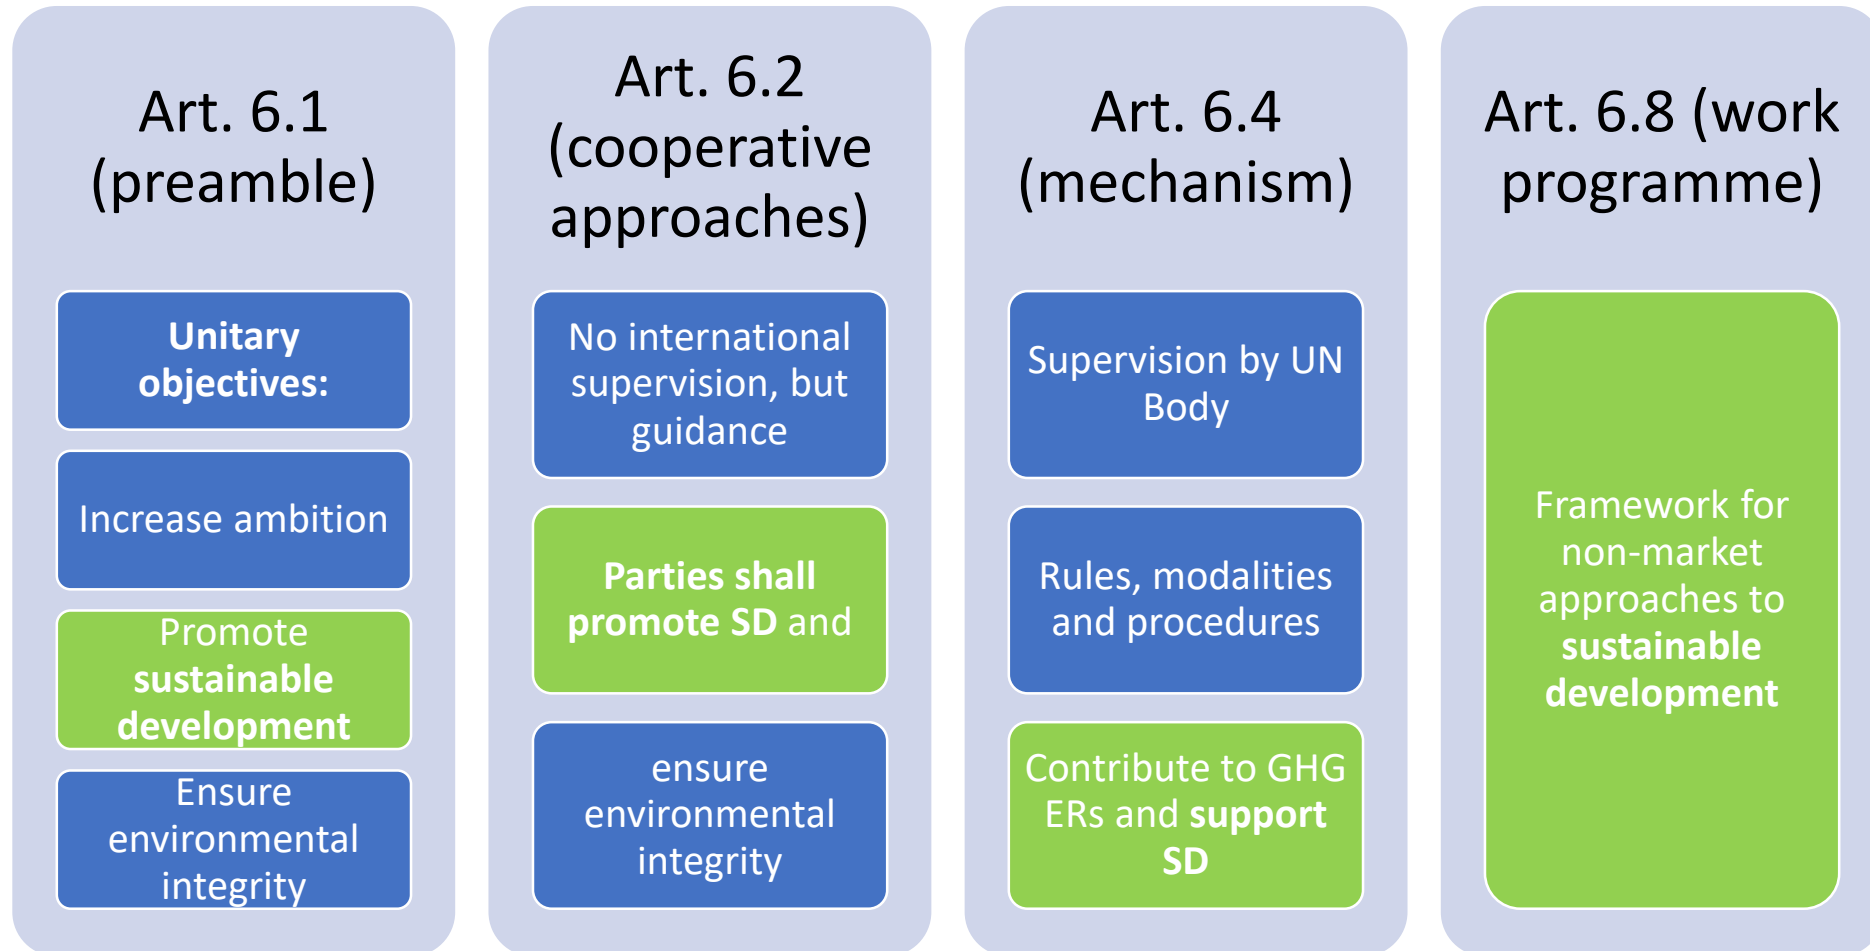 Art. 6.1
(preamble)
Unitary
objectives:
Increase ambition
Promote
sustainable
development
Ensure
environmental
integrity
Art. 6.2
(cooperative
approaches)
No international
supervision, but
guidance
Parties shall
promote SD and
ensure
environmental
integrity
Art. 6.4
(mechanism)
Supervision by UN
Body
Rules, modalities
and procedures
Contribute to GHG
ERs and support
SD
Art. 6.8 (work
programme)
Framework for
non-market
approaches to
sustainable
development